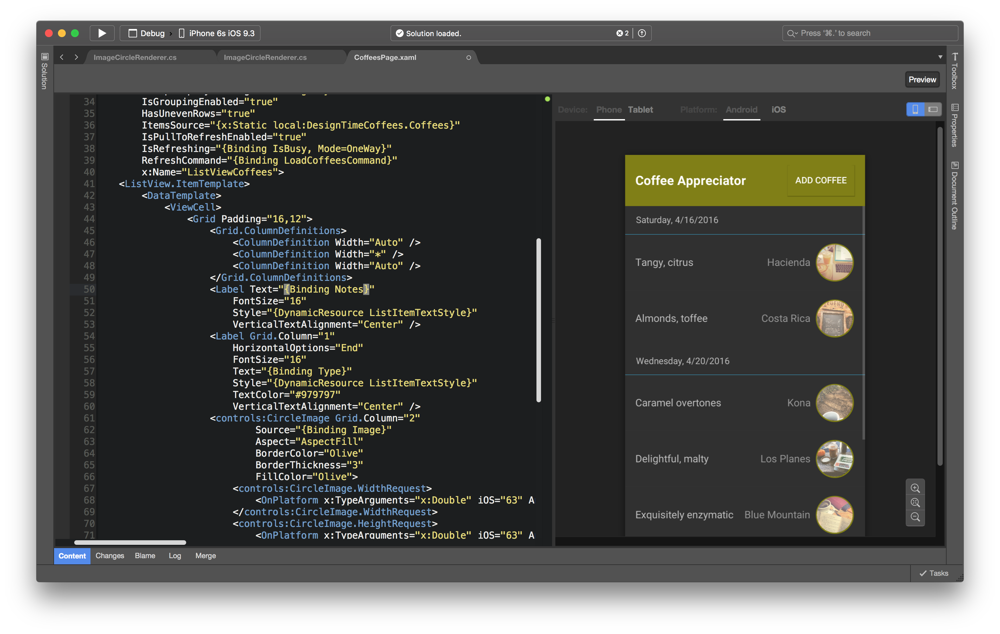 Debug › iPhone 6s iOS 9.3
Solution loaded.
2
Press ‘⌘.’ to search
Solution
ImageCircleRenderer.cs
ImageCircleRenderer.cs
CoffeesPage.xaml
Toolbox
Properties
Document Outline
Preview
34 IsGroupingEnabled="true"
35 HasUnevenRows="true"
36 ItemsSource="{x:Static local:DesignTimeCoffees.Coffees}"
37 IsPullToRefreshEnabled="true"
38 IsRefreshing="{Binding IsBusy, Mode=OneWay}"
39 RefreshCommand="{Binding LoadCoffeesCommand}"
40 x:Name="ListViewCoffees">
41 <ListView.ItemTemplate>
42 <DataTemplate>
43 <ViewCell>
44 <Grid Padding="16,12">
45 <Grid.ColumnDefinitions>
46 <ColumnDefinition Width="Auto" />
47 <ColumnDefinition Width="*" />
48 <ColumnDefinition Width="Auto" />
49 </Grid.ColumnDefinitions>
50 <Label Text="{Binding Notes}"
51 FontSize="16"
52 Style="{DynamicResource ListItemTextStyle}"
53 VerticalTextAlignment="Center" />
54 <Label Grid.Column="1"
55 HorizontalOptions="End"
56 FontSize="16"
57 Text="{Binding Type}"
58 Style="{DynamicResource ListItemTextStyle}"
59 TextColor="#979797"
60 VerticalTextAlignment="Center" />
61 <controls:CircleImage Grid.Column="2"
62 Source="{Binding Image}"
63 Aspect="AspectFill"
64 BorderColor="Olive"
65 BorderThickness="3"
66 FillColor="Olive">
67 <controls:CircleImage.WidthRequest>
68 <OnPlatform x:TypeArguments="x:Double" iOS="63" A
69 </controls:CircleImage.WidthRequest>
70 <controls:CircleImage.HeightRequest>
71 <OnPlatform x:TypeArguments="x:Double" iOS="63" A
Device: Phone Tablet Platform: Android iOS
Coffee Appreciator
ADD COFFEE
Saturday, 4/16/2016
Tangy, citrus Hacienda
Almonds, toffee Costa Rica
LEGEND
Wednesday, 4/20/2016
Caramel overtones Kona
Delightful, malty Los Planes
Exquisitely enzymatic Blue Mountain
Content Changes Blame Log Merge
Tasks